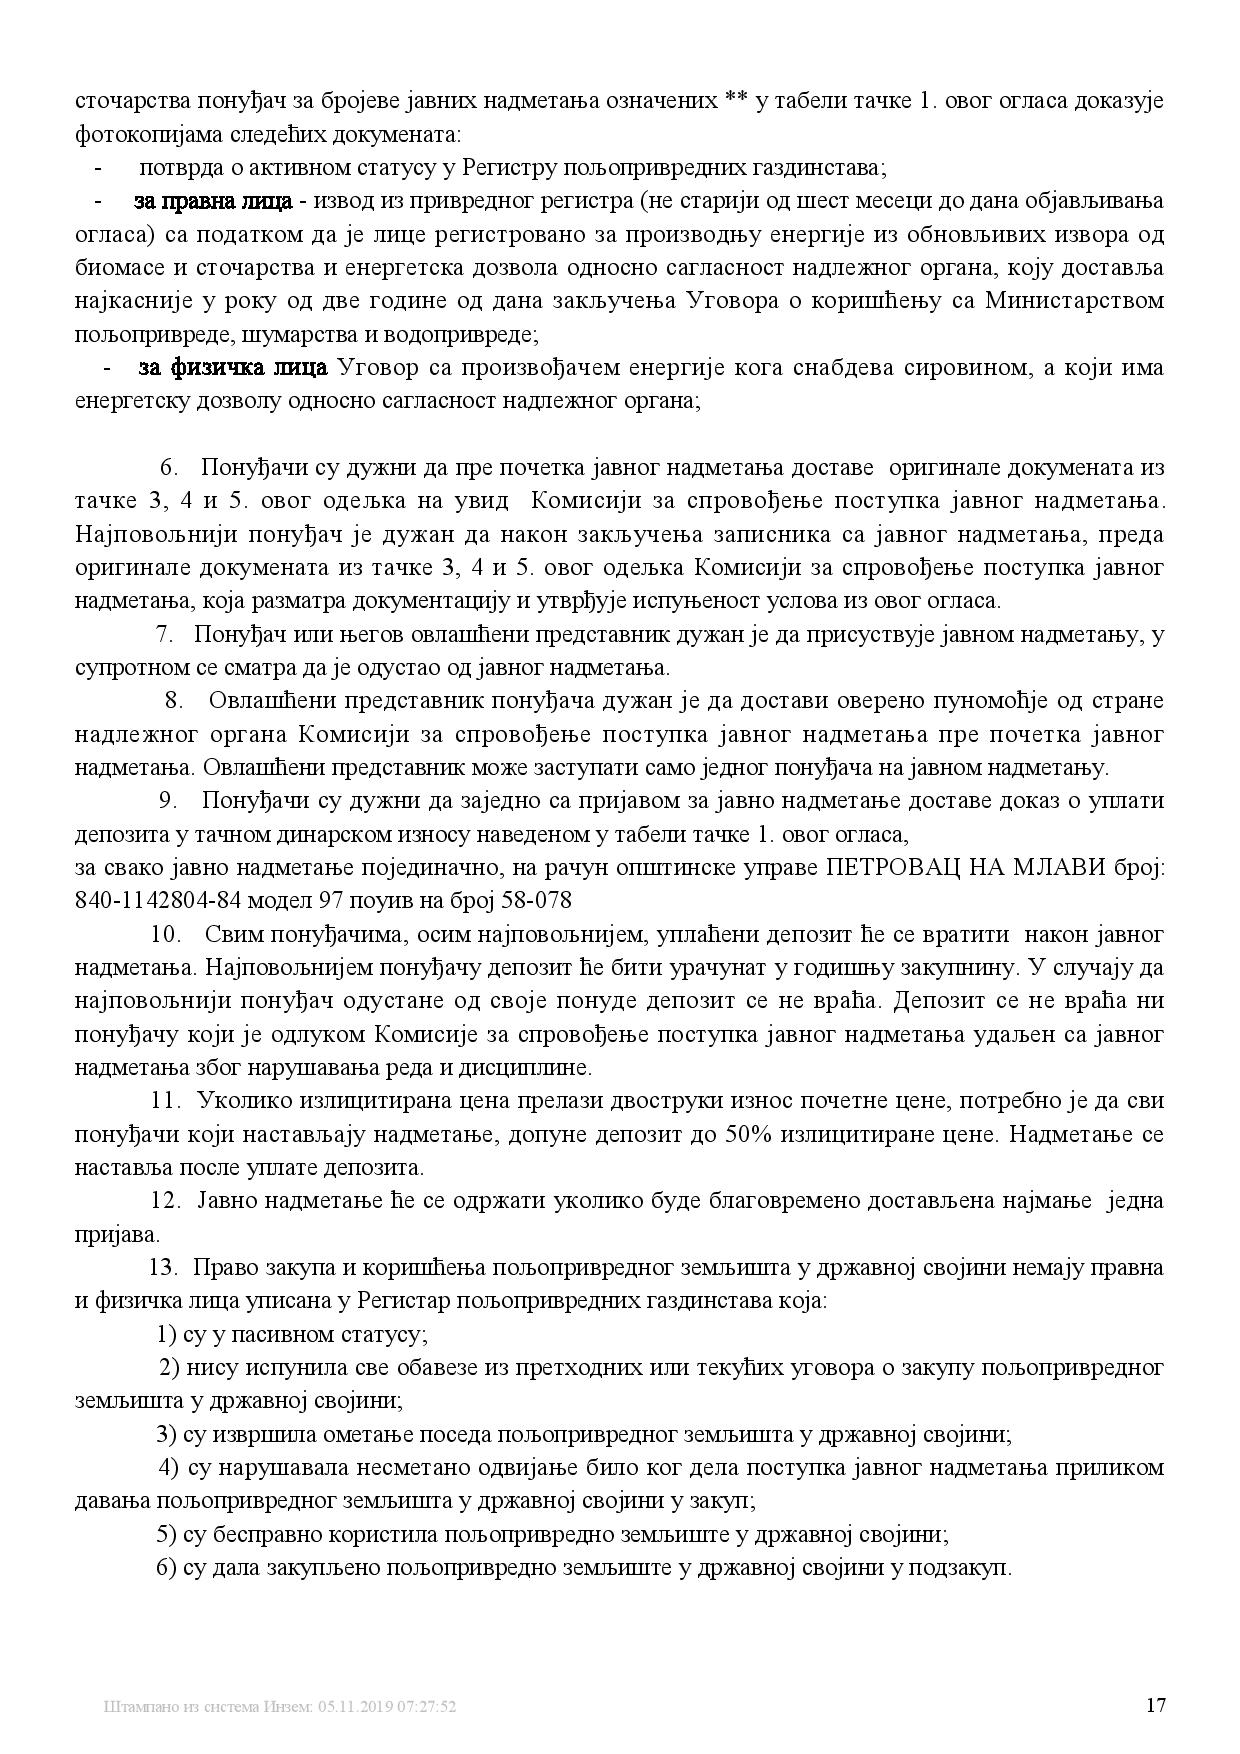 сточарства понуђач за бројеве јавних надметања означених ** у табели тачке 1. овог огласа доказује
фотокопијама следећих докумената:
- потврда о активном статусу у Регистру пољопривредних газдинстава;
- за правна лица - извод из привредног регистра (не старији од шест месеци до дана објављивања
огласа) са податком да је лице регистровано за производњу енергије из обновљивих извора од
биомасе и сточарства и енергетска дозвола односно сагласност надлежног органа, коју доставља
најкасније у року од две године од дана закључења Уговора о коришћењу са Министарством
пољопривреде, шумарства и водопривреде;
- за физичка лица Уговор са произвођачем енергије кога снабдева сировином, а који има
енергетску дозволу односно сагласност надлежног органа;
6. Понуђачи су дужни да пре почетка јавног надметања доставе оригинале докумената из
тачке 3, 4 и 5. овог одељка на увид Комисији за спровођење поступка јавног надметања.
Најповољнији понуђач је дужан да након закључења записника са јавног надметања, преда
оригинале докумената из тачке 3, 4 и 5. овог одељка Комисији за спровођење поступка јавног
надметања, која разматра документацију и утврђује испуњеност услова из овог огласа.
7. Понуђач или његов овлашћени представник дужан је да присуствује јавном надметању, у
супротном се сматра да је одустао од јавног надметања.
8. Овлашћени представник понуђача дужан је да достави оверено пуномоћје од стране
надлежног органа Комисији за спровођење поступка јавног надметања пре почетка јавног
надметања. Овлашћени представник може заступати само једног понуђача на јавном надметању.
9. Понуђачи су дужни да заједно са пријавом за јавно надметање доставе доказ о уплати
депозита у тачном динарском износу наведеном у табели тачке 1. овог огласа,
за свако јавно надметање појединачно, на рачун општинске управе ПЕТРОВАЦ НА МЛАВИ број:
840-1142804-84 модел 97 поуив на број 58-078
10. Свим понуђачима, осим најповољнијем, уплаћени депозит ће се вратити након јавног
надметања. Најповољнијем понуђачу депозит ће бити урачунат у годишњу закупнину. У случају да
најповољнији понуђач одустане од своје понуде депозит се не враћа. Депозит се не враћа ни
понуђачу који је одлуком Комисије за спровођење поступка јавног надметања удаљен са јавног
надметања због нарушавања реда и дисциплине.
11. Уколико излицитирана цена прелази двоструки износ почетне цене, потребно је да сви
понуђачи који настављају надметање, допуне депозит до 50% излицитиране цене. Надметање се
наставља после уплате депозита.
12. Јавно надметање ће се одржати уколико буде благовремено достављена најмање једна
пријава.
13. Право закупа и коришћења пољопривредног земљишта у државној својини немају правна
и физичка лица уписана у Регистар пољопривредних газдинстава која:
1) су у пасивном статусу;
2) нису испунила све обавезе из претходних или текућих уговора о закупу пољопривредног
земљишта у државној својини;
3) су извршила ометање поседа пољопривредног земљишта у државној својини;
4) су нарушавала несметано одвијање било ког дела поступка јавног надметања приликом
давања пољопривредног земљишта у државној својини у закуп;
5) су бесправно користила пољопривредно земљиште у државној својини;
6) су дала закупљено пољопривредно земљиште у државној својини у подзакуп.
Штампано из система Инзем: 05.11.2019 07:27:52
17